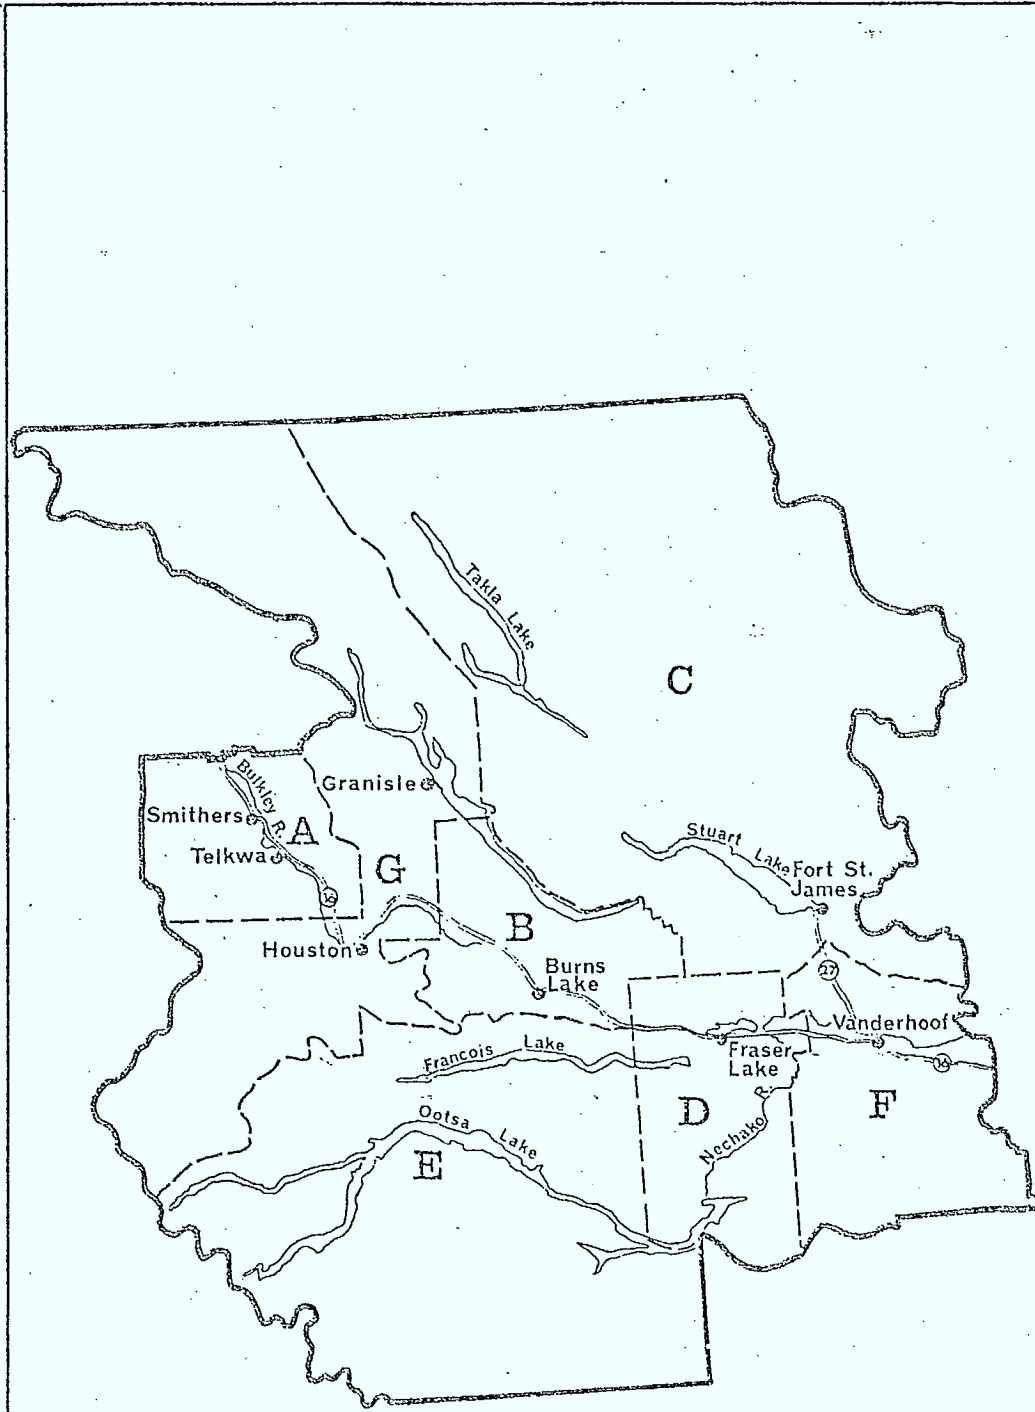 Takla Lake
C
Granisle
Bulkley R.
Smithers
A
Telkwa
G
16
Houston
B
Stuart Lake
Fort St.
James
27
Burns
Lake
Vanderhoof
Fraser
Lake
16
Francois Lake
D
F
Nechako R.
Ootsa Lake
E